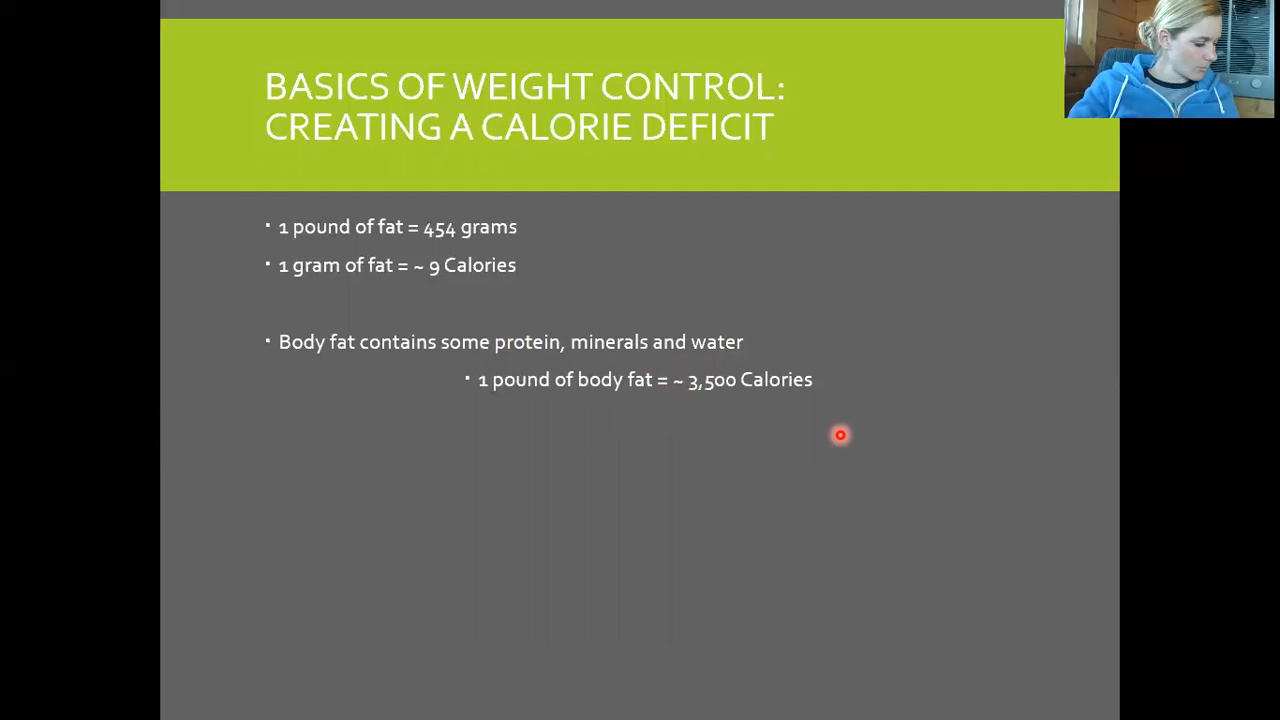 BASICS OF WEIGHT CONTROL:
CREATING A CALORIE DEFICIT
▪ 1 pound of fat = 454 grams
▪ 1 gram of fat = ~ 9 Calories
▪ Body fat contains some protein, minerals and water
▪ 1 pound of body fat = ~ 3,500 Calories